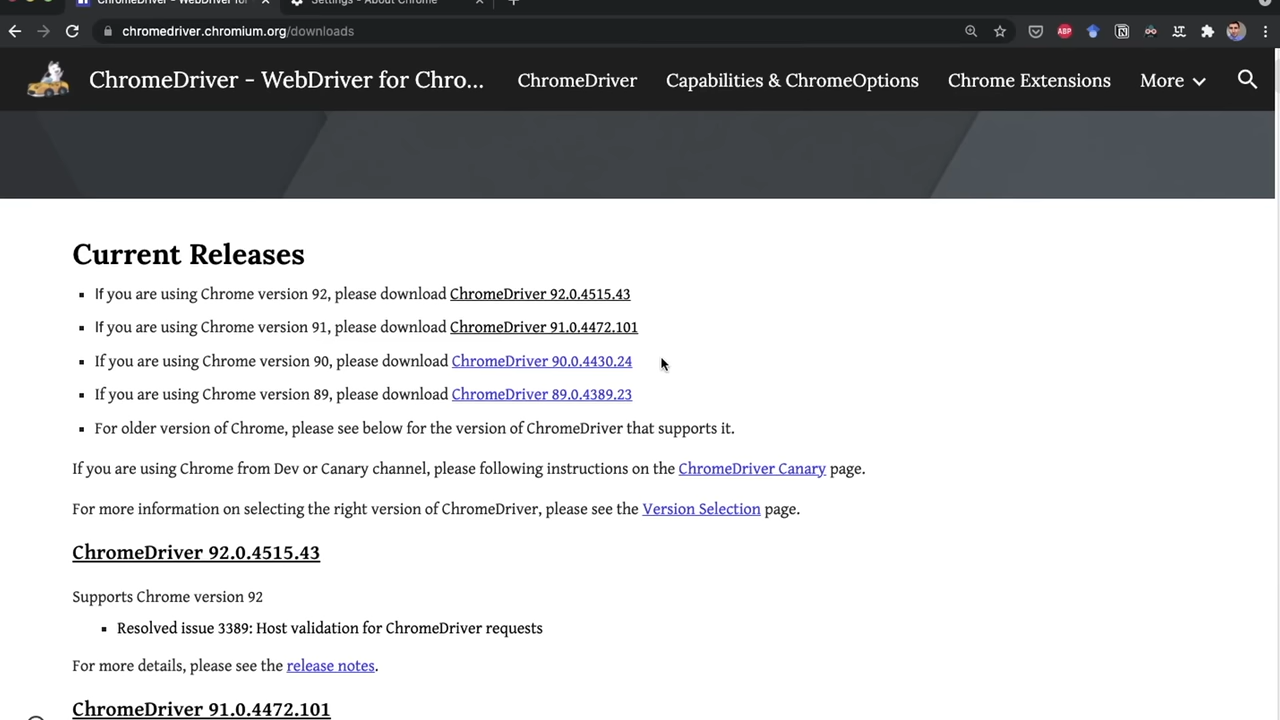 ChromeDriver - WebDriver for
Settings - About Chrome
chromedriver.chromium.org/downloads
ABP
ChromeDriver - WebDriver for Chro...
ChromeDriver
Capabilities & ChromeOptions
Chrome Extensions
More
Current Releases
▪ If you are using Chrome version 92, please download ChromeDriver 92.0.4515.43
▪ If you are using Chrome version 91, please download ChromeDriver 91.0.4472.101
▪ If you are using Chrome version 90, please download ChromeDriver 90.0.4430.24
▪ If you are using Chrome version 89, please download ChromeDriver 89.0.4389.23
▪ For older version of Chrome, please see below for the version of ChromeDriver that supports it.
If you are using Chrome from Dev or Canary channel, please following instructions on the ChromeDriver Canary page.
For more information on selecting the right version of ChromeDriver, please see the Version Selection page.
ChromeDriver 92.0.4515.43
Supports Chrome version 92
▪ Resolved issue 3389: Host validation for ChromeDriver requests
For more details, please see the release notes.
ChromeDriver 91.0.4472.101